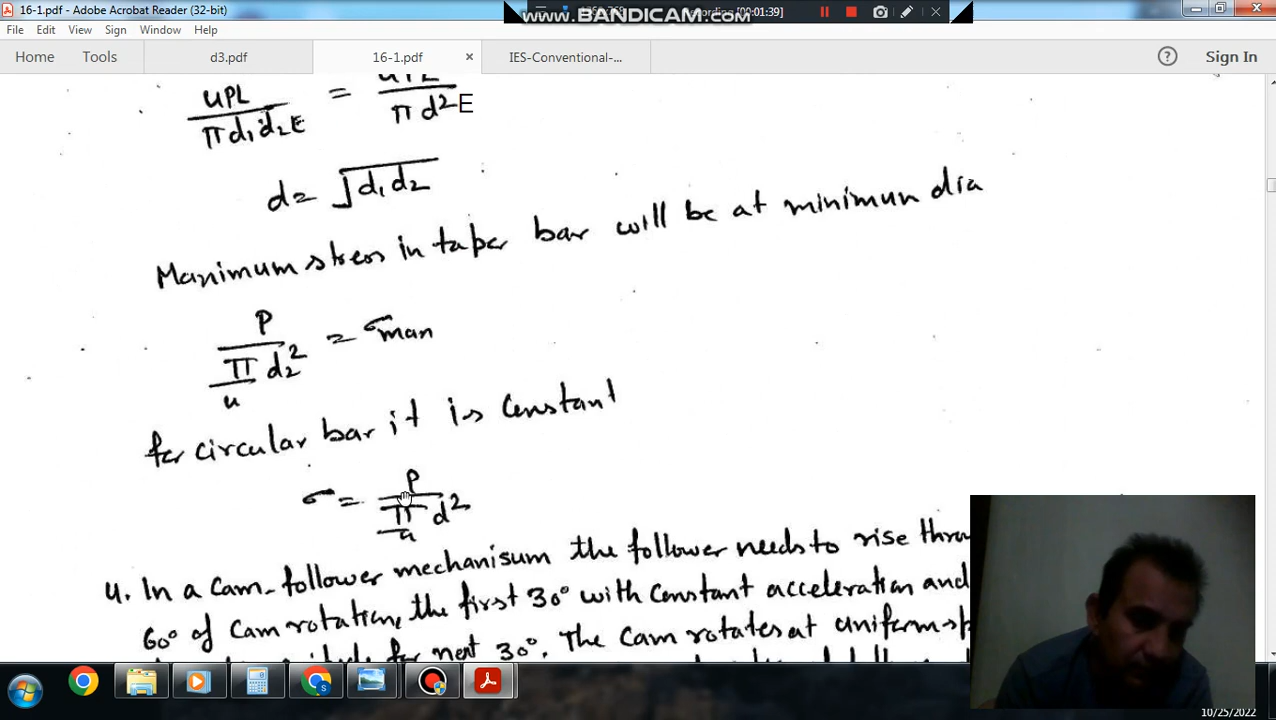 16-1.pdf - Adobe Acrobat Reader (32-bit)
www.BANDICAM.com
00:01:39
File Edit View Sign Window Help
Home Tools d3.pdf 16-1.pdf × IES-Conventional-... Sign In
uPL / πd₁d₂E = / πd²E
d = √d₁d₂
Maximum stress in taper bar will be at minimum dia
P / (π/4 d₂²) = σmax
for circular bar it is constant
σ = P / (π/4 d²)
4. In a cam-follower mechanisum the follower needs to rise
60° of cam rotation, the first 30° with constant acceleration and
for next 30°. The cam rotates at uniform
10/25/2022